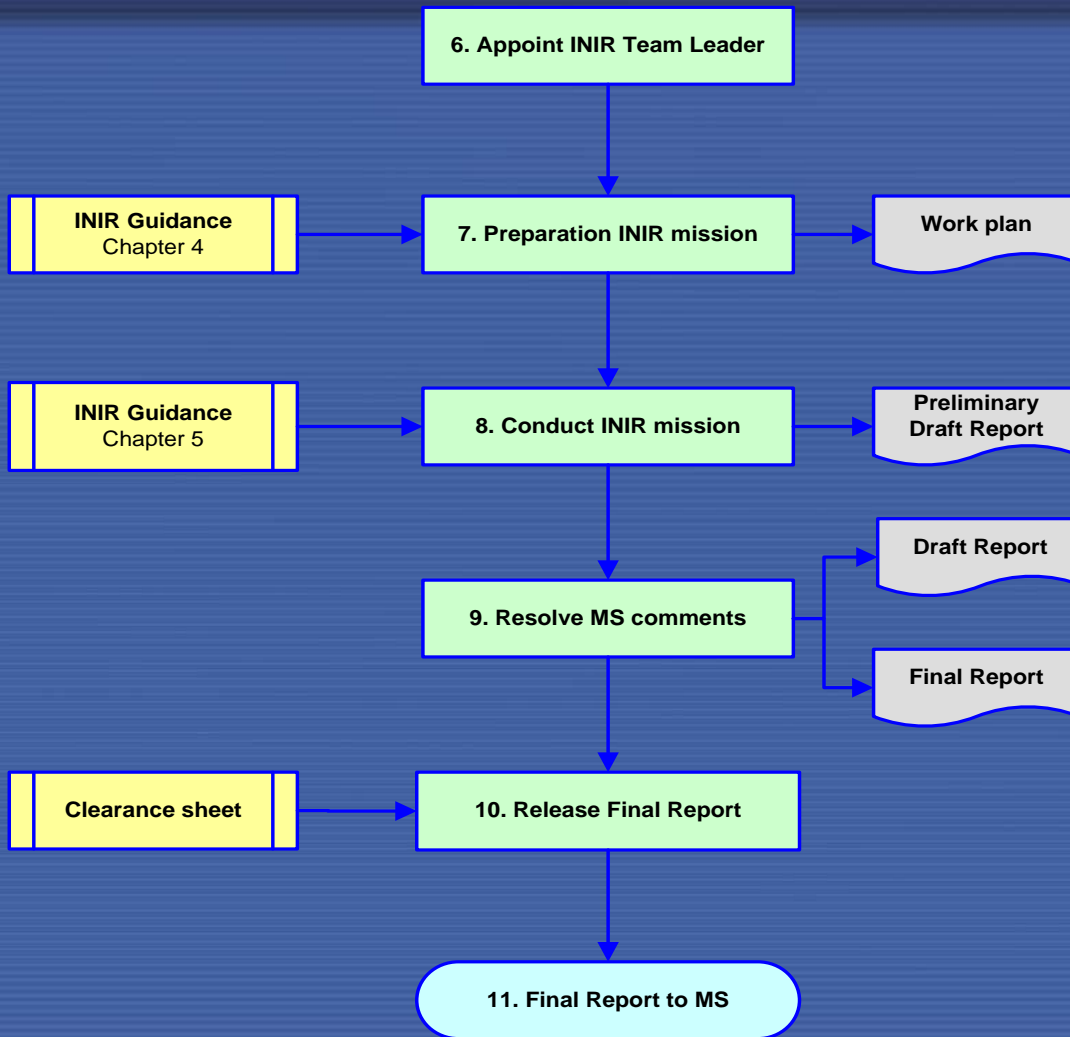 6. Appoint INIR Team Leader
INIR Guidance
Chapter 4
7. Preparation INIR mission
Work plan
INIR Guidance
Chapter 5
8. Conduct INIR mission
Preliminary
Draft Report
Draft Report
9. Resolve MS comments
Final Report
Clearance sheet
10. Release Final Report
11. Final Report to MS